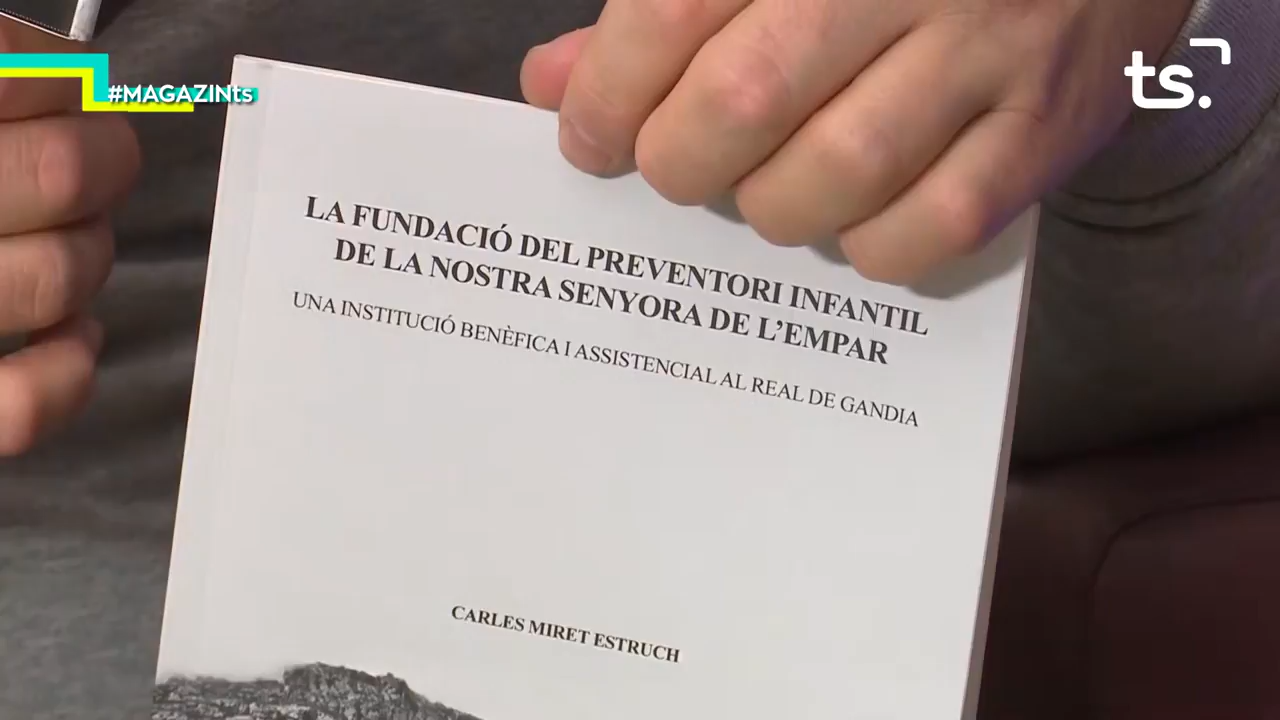 #MAGAZINts
ts.
LA FUNDACIÓ DEL PREVENTORI INFANTIL
DE LA NOSTRA SENYORA DE L'EMPAR
UNA INSTITUCIÓ BENÈFICA I ASSISTENCIAL AL REAL DE GANDIA
CARLES MIRET ESTRUCH